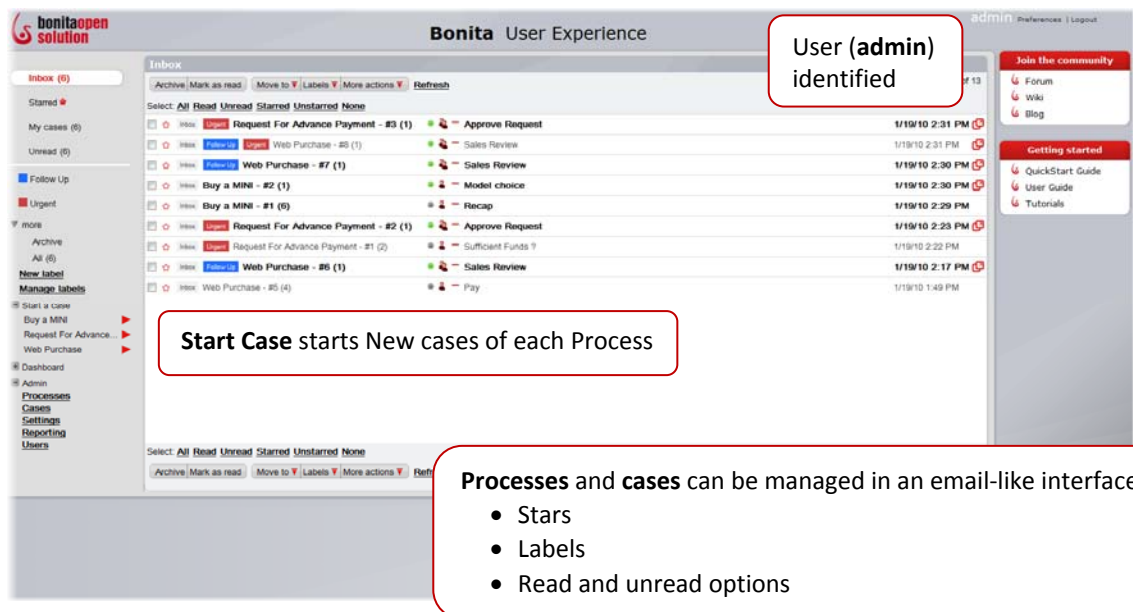 bonitaopen
solution
Bonita User Experience
admin Preferences | Logout
User (admin)
identified
Inbox (6)
Starred
My cases (6)
Unread (6)
Follow Up
Urgent
more
Archive
All (6)
New label
Manage labels
Start a case
Buy a MINI
Request For Advance...
Web Purchase
Dashboard
Admin
Processes
Cases
Settings
Reporting
Users
Inbox
Archive Mark as read Move to Labels More actions Refresh
of 13
Select: All Read Unread Starred Unstarred None
Inbox Urgent Request For Advance Payment - #3 (1) Approve Request 1/19/10 2:31 PM
Inbox Follow Up Urgent Web Purchase - #8 (1) Sales Review 1/19/10 2:31 PM
Inbox Follow Up Web Purchase - #7 (1) Sales Review 1/19/10 2:30 PM
Inbox Buy a MINI - #2 (1) Model choice 1/19/10 2:30 PM
Inbox Buy a MINI - #1 (6) Recap 1/19/10 2:29 PM
Inbox Urgent Request For Advance Payment - #2 (1) Approve Request 1/19/10 2:23 PM
Inbox Urgent Request For Advance Payment - #1 (2) Sufficient Funds ? 1/19/10 2:22 PM
Inbox Follow Up Web Purchase - #6 (1) Sales Review 1/19/10 2:17 PM
Inbox Web Purchase - #5 (4) Pay 1/19/10 1:49 PM
Start Case starts New cases of each Process
Select: All Read Unread Starred Unstarred None
Archive Mark as read Move to Labels More actions Refr
Join the community
Forum
Wiki
Blog
Getting started
QuickStart Guide
User Guide
Tutorials
Processes and cases can be managed in an email-like interface
• Stars
• Labels
• Read and unread options